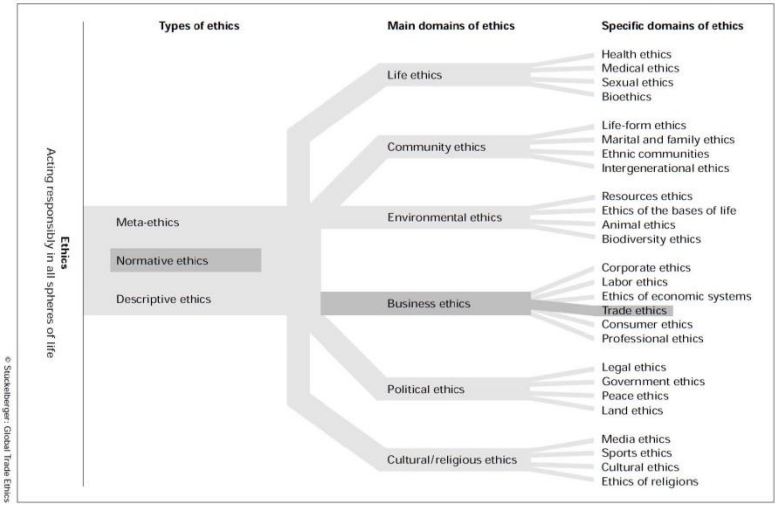 Types of ethics
Main domains of ethics
Specific domains of ethics
Ethics
Acting responsibly in all spheres of life
Meta-ethics
Normative ethics
Descriptive ethics
Life ethics
Health ethics
Medical ethics
Sexual ethics
Bioethics
Community ethics
Life-form ethics
Marital and family ethics
Ethnic communities
Intergenerational ethics
Environmental ethics
Resources ethics
Ethics of the bases of life
Animal ethics
Biodiversity ethics
Business ethics
Corporate ethics
Labor ethics
Ethics of economic systems
Trade ethics
Consumer ethics
Professional ethics
Political ethics
Legal ethics
Government ethics
Peace ethics
Land ethics
Cultural/religious ethics
Media ethics
Sports ethics
Cultural ethics
Ethics of religions
© Stückelberger: Global Trade Ethics